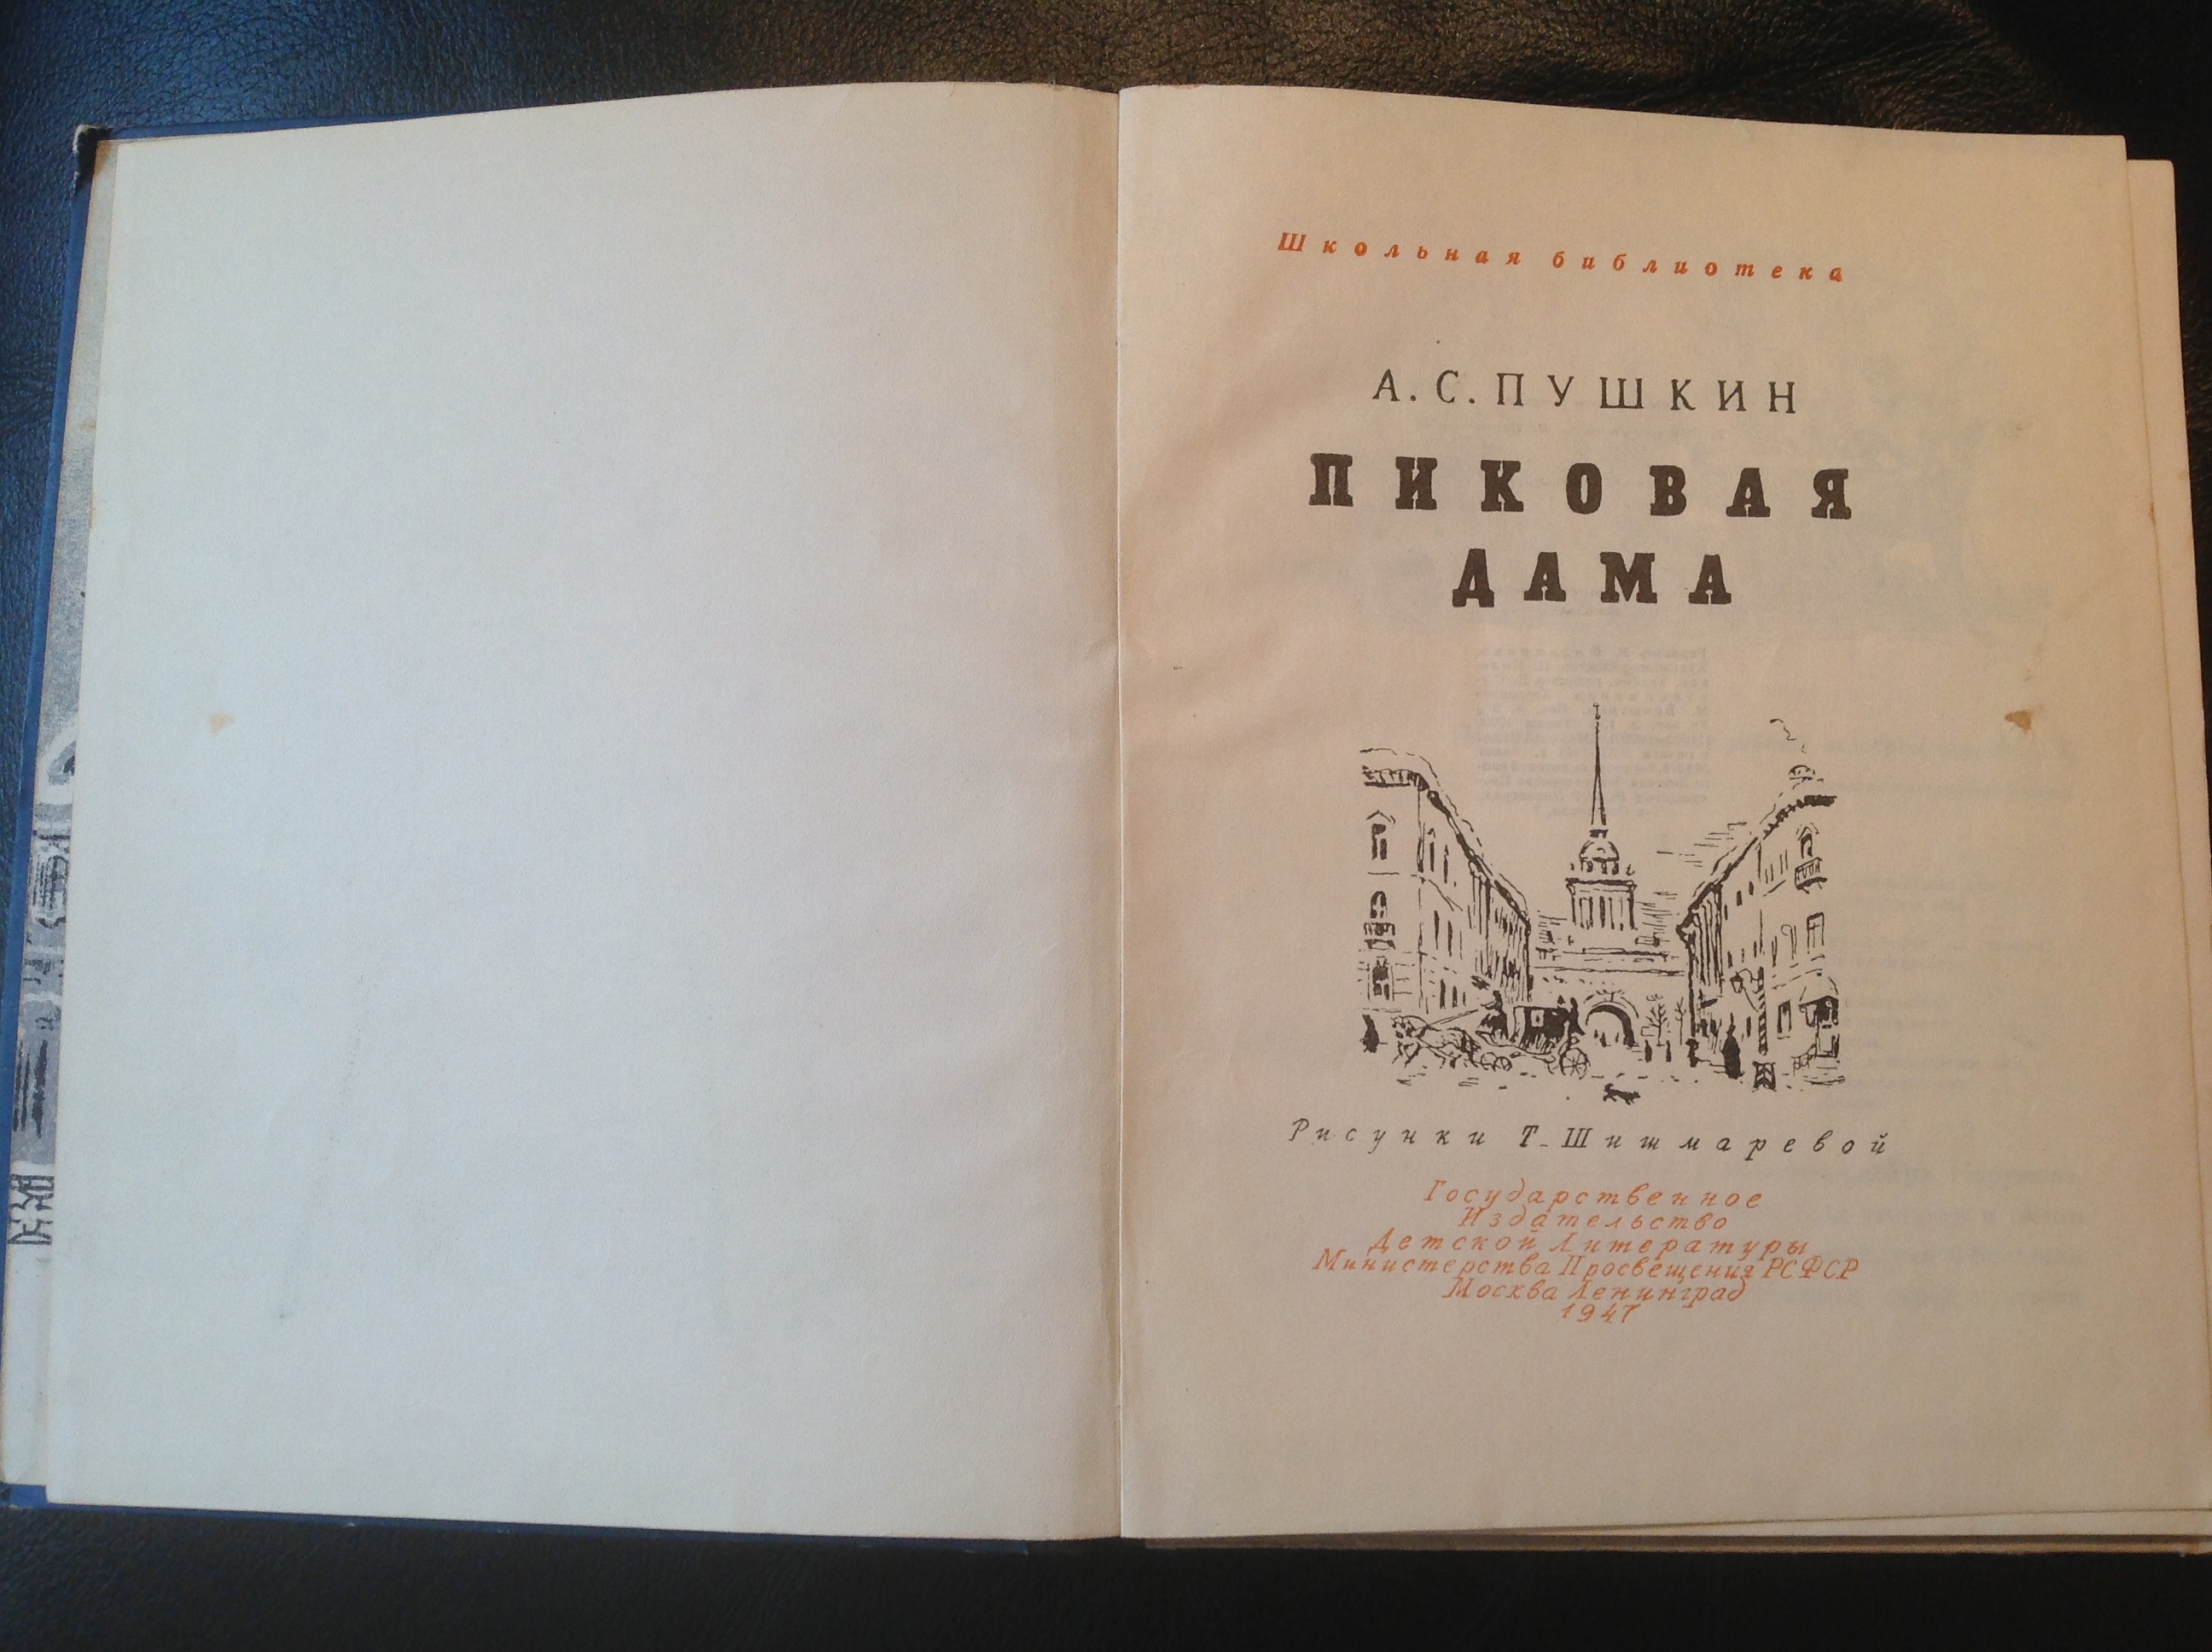 Школьная библиотека
А.С.ПУШКИН
ПИКОВАЯ
ДАМА
Рисунки Т.Шишмаревой
Государственное
Издательство
Детской Литературы
Министерства Просвещения РСФСР
Москва Ленинград
1947